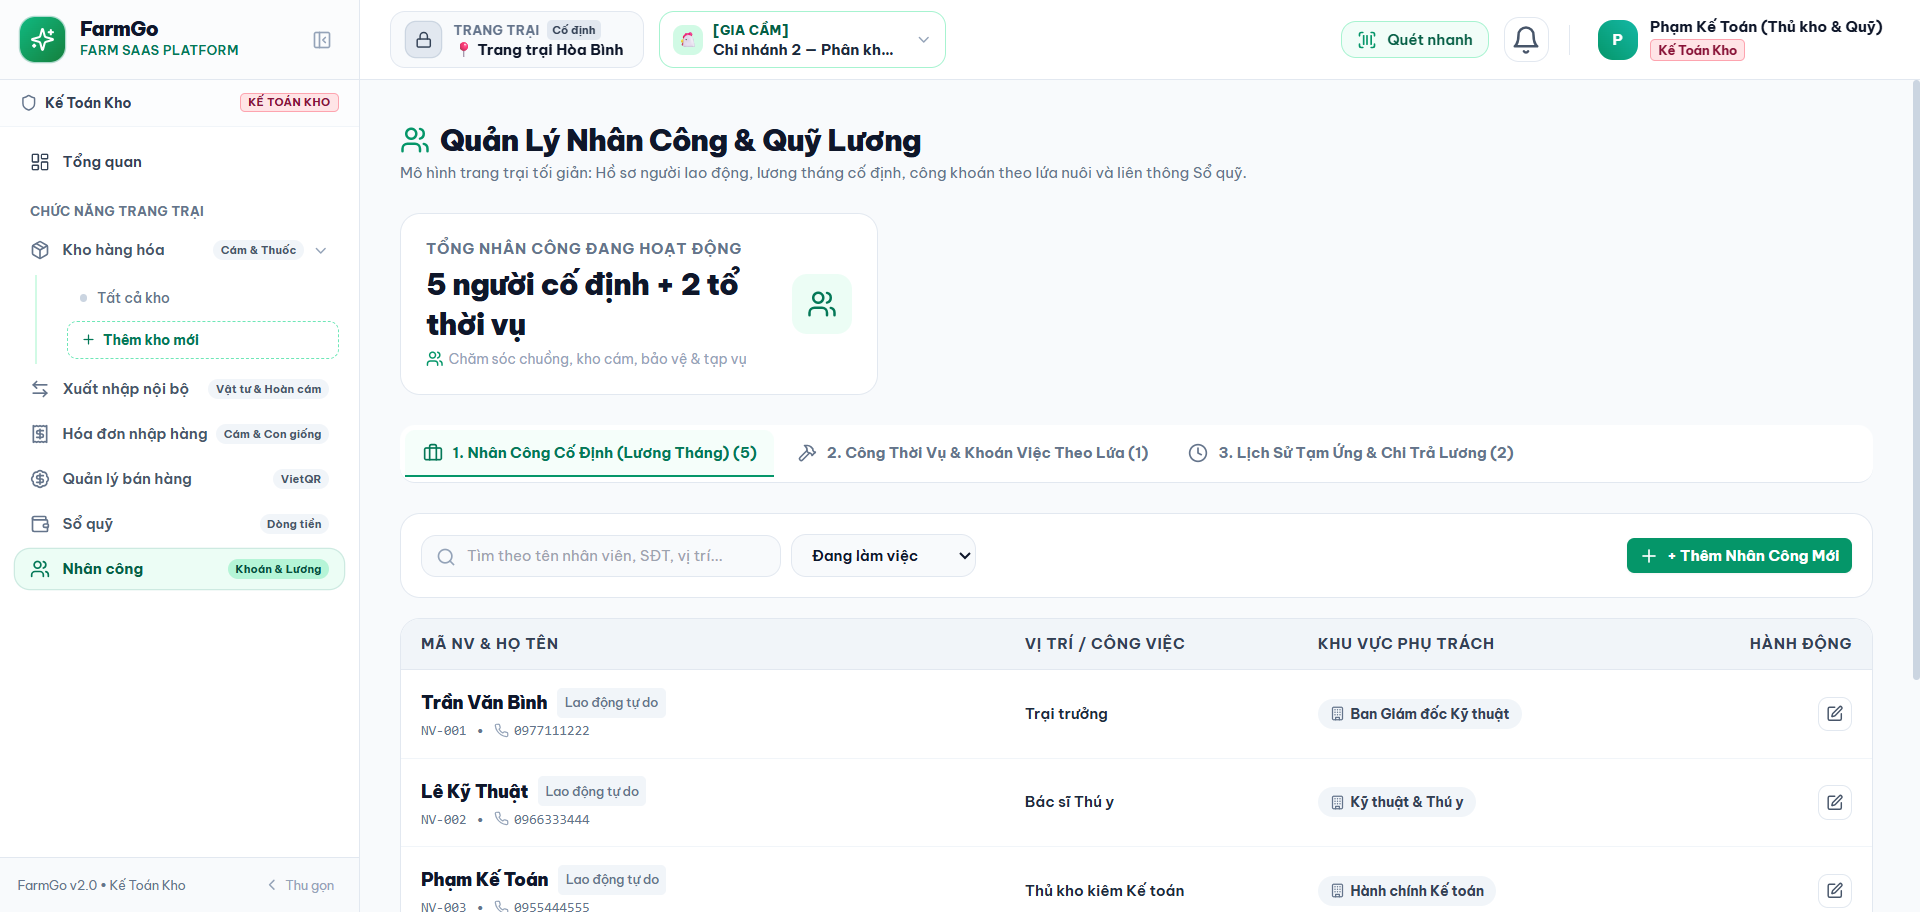 FarmGo
FARM SAAS PLATFORM
Kế Toán Kho
KẾ TOÁN KHO
Tổng quan
CHỨC NĂNG TRANG TRẠI
Kho hàng hóa
Cám & Thuốc
Tất cả kho
+ Thêm kho mới
Xuất nhập nội bộ
Vật tư & Hoàn cám
Hóa đơn nhập hàng
Cám & Con giống
Quản lý bán hàng
VietQR
Sổ quỹ
Dòng tiền
Nhân công
Khoán & Lương
FarmGo v2.0 • Kế Toán Kho
Thu gọn
TRANG TRẠI Cố định
Trang trại Hòa Bình
[GIA CẦM]
Chi nhánh 2 — Phân kh...
Quét nhanh
P
Phạm Kế Toán (Thủ kho & Quỹ)
Kế Toán Kho
Quản Lý Nhân Công & Quỹ Lương
Mô hình trang trại tối giản: Hồ sơ người lao động, lương tháng cố định, công khoán theo lứa nuôi và liên thông Sổ quỹ.
TỔNG NHÂN CÔNG ĐANG HOẠT ĐỘNG
5 người cố định + 2 tổ
thời vụ
Chăm sóc chuồng, kho cám, bảo vệ & tạp vụ
1. Nhân Công Cố Định (Lương Tháng) (5)
2. Công Thời Vụ & Khoán Việc Theo Lứa (1)
3. Lịch Sử Tạm Ứng & Chi Trả Lương (2)
Tìm theo tên nhân viên, SĐT, vị trí...
Đang làm việc
+ Thêm Nhân Công Mới
MÃ NV & HỌ TÊN
VỊ TRÍ / CÔNG VIỆC
KHU VỰC PHỤ TRÁCH
HÀNH ĐỘNG
Trần Văn Bình Lao động tự do
NV-001 • 0977111222
Trại trưởng
Ban Giám đốc Kỹ thuật
Lê Kỹ Thuật Lao động tự do
NV-002 • 0966333444
Bác sĩ Thú y
Kỹ thuật & Thú y
Phạm Kế Toán Lao động tự do
NV-003 • 0955444555
Thủ kho kiêm Kế toán
Hành chính Kế toán